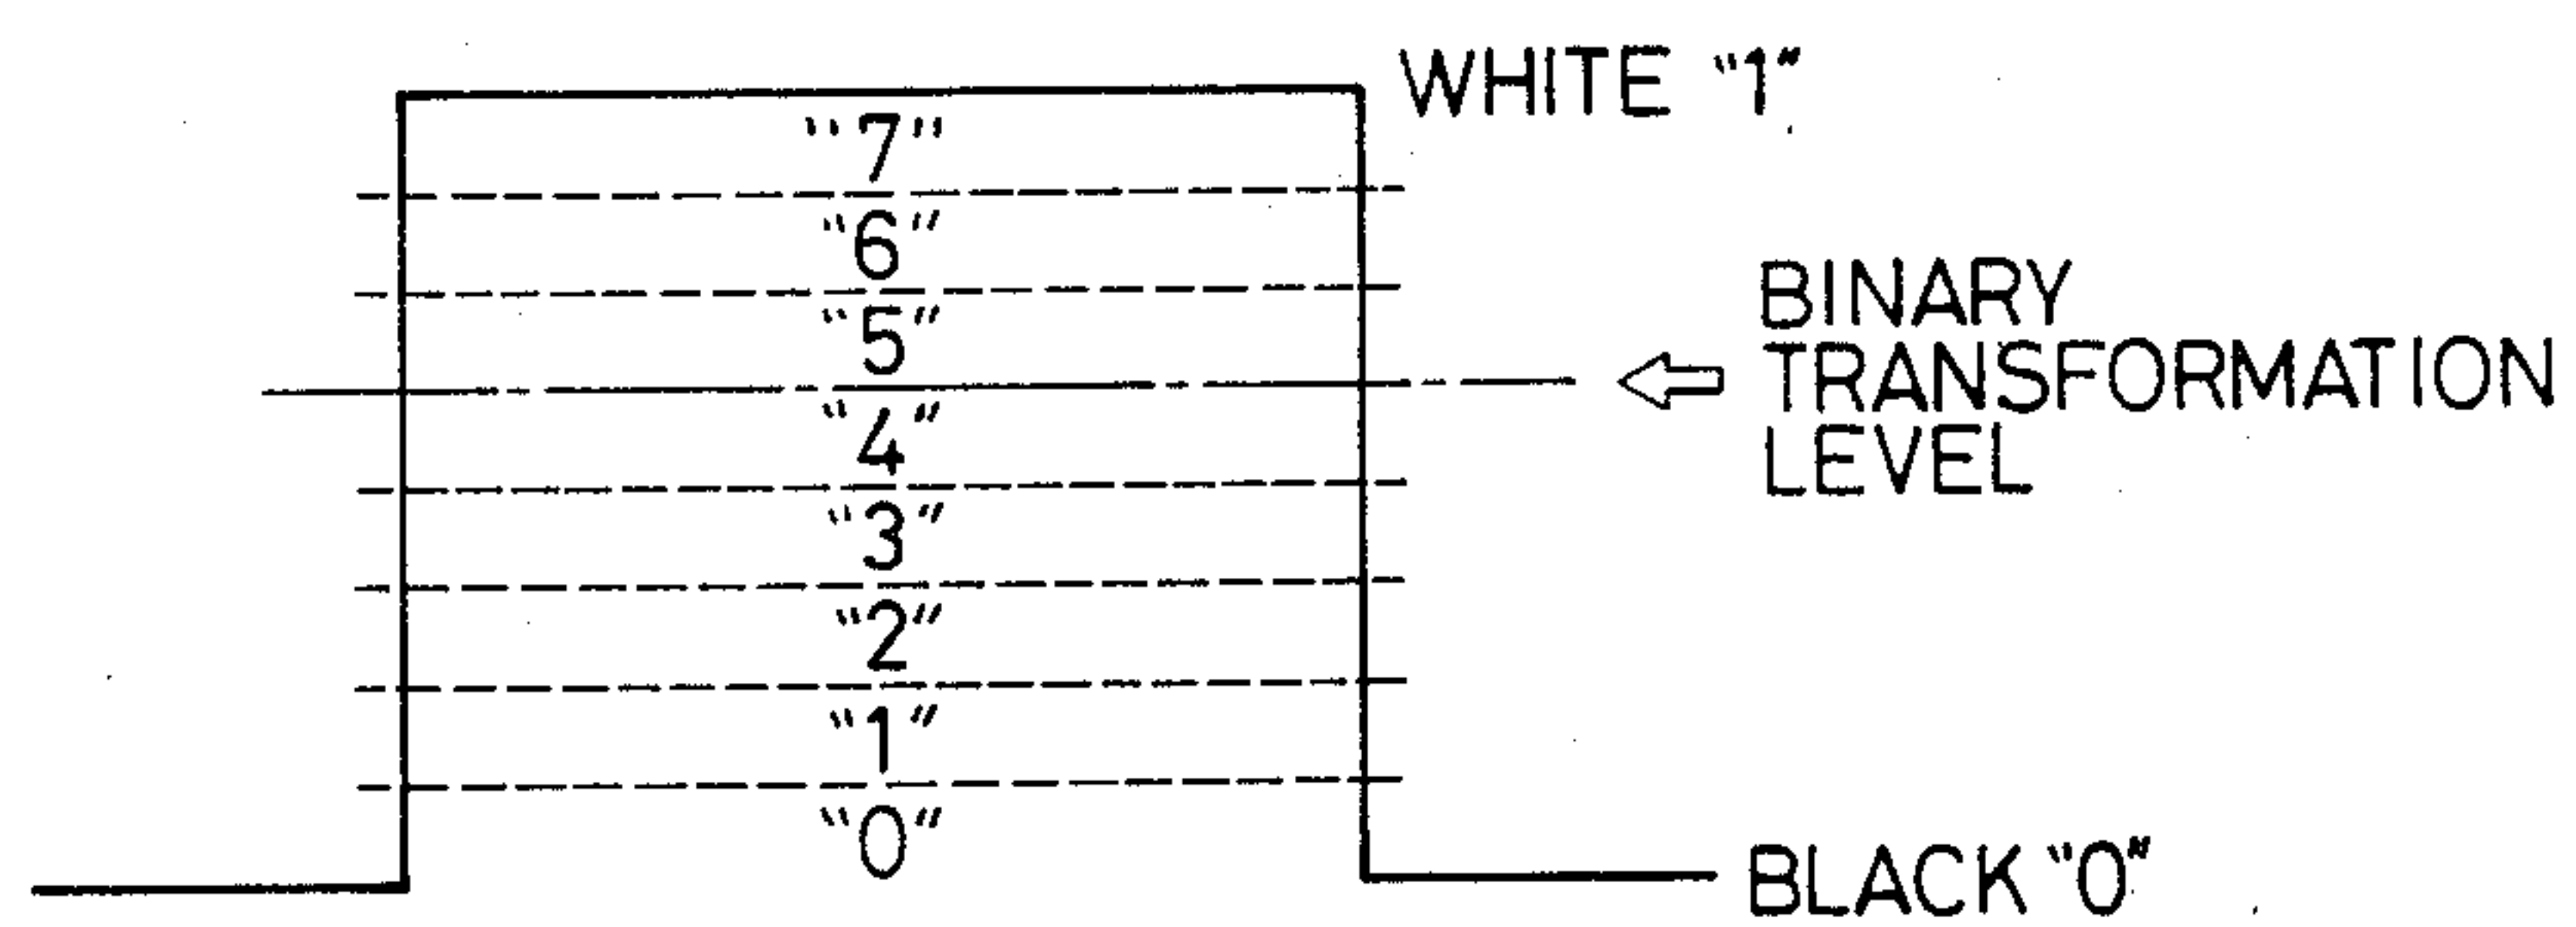 WHITE "1"
"7"
"6"
BINARY
"5"
TRANSFORMATION
"4"
LEVEL
"3"
"2"
"1"
"0"
BLACK "0"